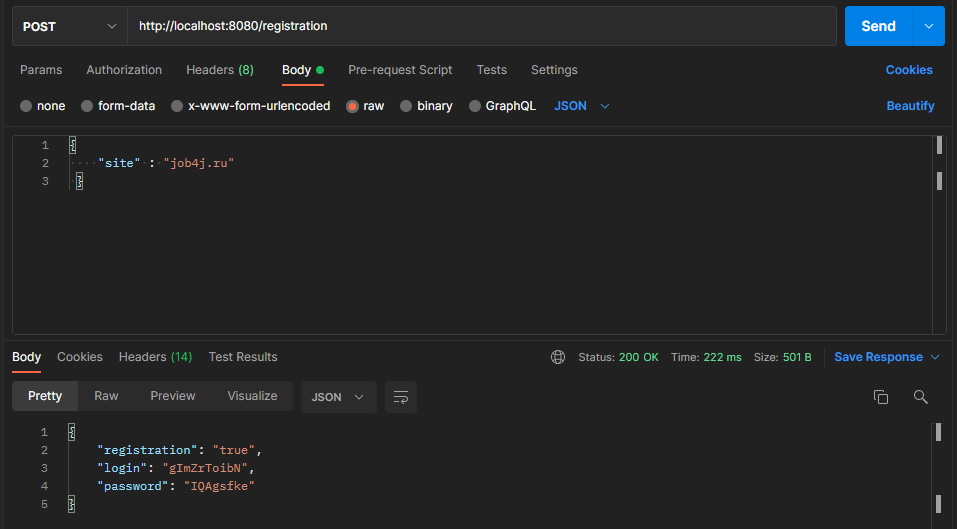 POST http://localhost:8080/registration Send
Params Authorization Headers (8) Body Pre-request Script Tests Settings Cookies
none form-data x-www-form-urlencoded raw binary GraphQL JSON Beautify
1 {
2 "site" : "job4j.ru"
3 }
Body Cookies Headers (14) Test Results Status: 200 OK Time: 222 ms Size: 501 B Save Response
Pretty Raw Preview Visualize JSON
1 {
2 "registration": "true",
3 "login": "gImZrToibN",
4 "password": "IQAgsfke"
5 }